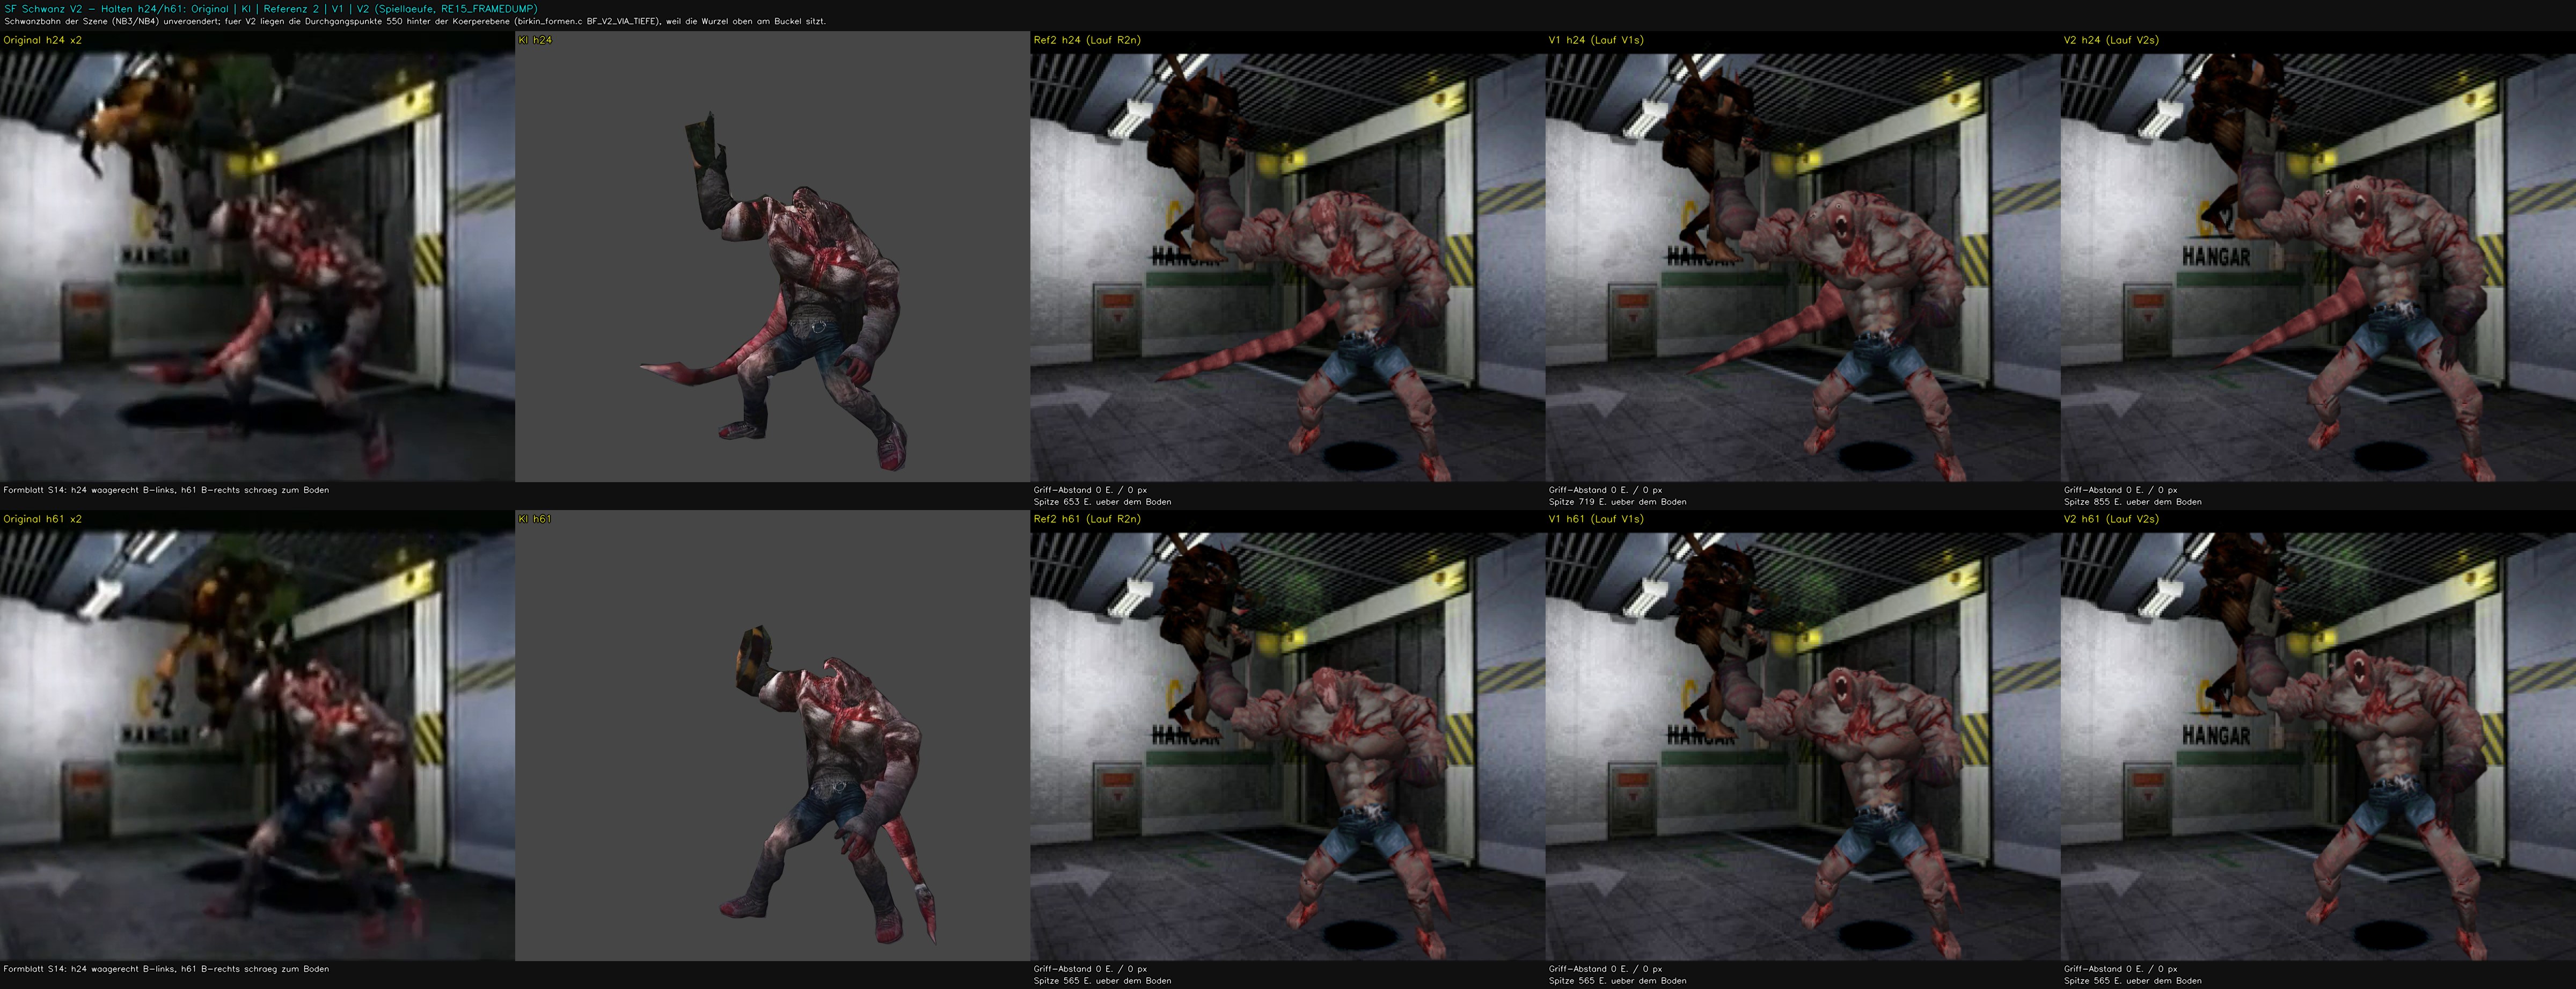 SF Schwanz V2 - Halten h24/h61: Original | KI | Referenz 2 | V1 | V2 (Spiellaeufe, RE15_FRAMEDUMP)
Schwanzbahn der Szene (NB3/NB4) unveraendert; fuer V2 liegen die Durchgangspunkte 550 hinter der Koerperebene (birkin_formen.c BF_V2_VIA_TIEFE), weil die Wurzel oben am Buckel sitzt.
Original h24 x2
KI h24
Ref2 h24 (Lauf R2n)
V1 h24 (Lauf V1s)
V2 h24 (Lauf V2s)
C-2
HANGAR
HANGAR
HANGAR
HANGAR
Formblatt S14: h24 waagerecht B-links, h61 B-rechts schraeg zum Boden
Griff-Abstand 0 E. / 0 px
Spitze 653 E. ueber dem Boden
Griff-Abstand 0 E. / 0 px
Spitze 719 E. ueber dem Boden
Griff-Abstand 0 E. / 0 px
Spitze 855 E. ueber dem Boden
Original h61 x2
KI h61
Ref2 h61 (Lauf R2n)
V1 h61 (Lauf V1s)
V2 h61 (Lauf V2s)
C-2
HANGAR
HANGAR
HANGAR
HANGAR
Formblatt S14: h24 waagerecht B-links, h61 B-rechts schraeg zum Boden
Griff-Abstand 0 E. / 0 px
Spitze 565 E. ueber dem Boden
Griff-Abstand 0 E. / 0 px
Spitze 565 E. ueber dem Boden
Griff-Abstand 0 E. / 0 px
Spitze 565 E. ueber dem Boden